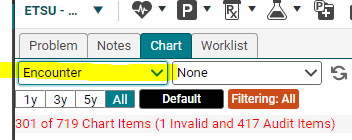 ETSU - ...
P
Rx
Problem Notes Chart Worklist
Encounter None
1y 3y 5y All Default Filtering: All
301 of 719 Chart Items (1 Invalid and 417 Audit Items)